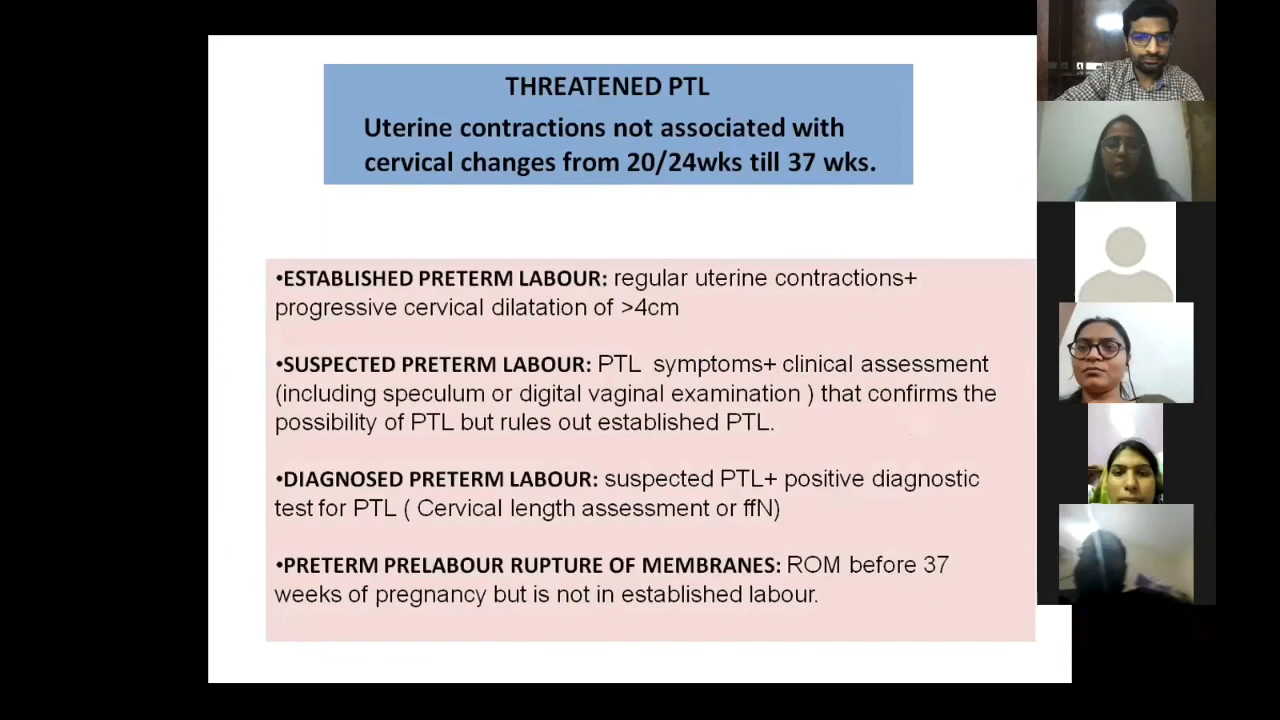 THREATENED PTL
Uterine contractions not associated with
cervical changes from 20/24wks till 37 wks.
•ESTABLISHED PRETERM LABOUR: regular uterine contractions+
progressive cervical dilatation of >4cm
•SUSPECTED PRETERM LABOUR: PTL symptoms+ clinical assessment
(including speculum or digital vaginal examination ) that confirms the
possibility of PTL but rules out established PTL.
•DIAGNOSED PRETERM LABOUR: suspected PTL+ positive diagnostic
test for PTL ( Cervical length assessment or ffN)
•PRETERM PRELABOUR RUPTURE OF MEMBRANES: ROM before 37
weeks of pregnancy but is not in established labour.